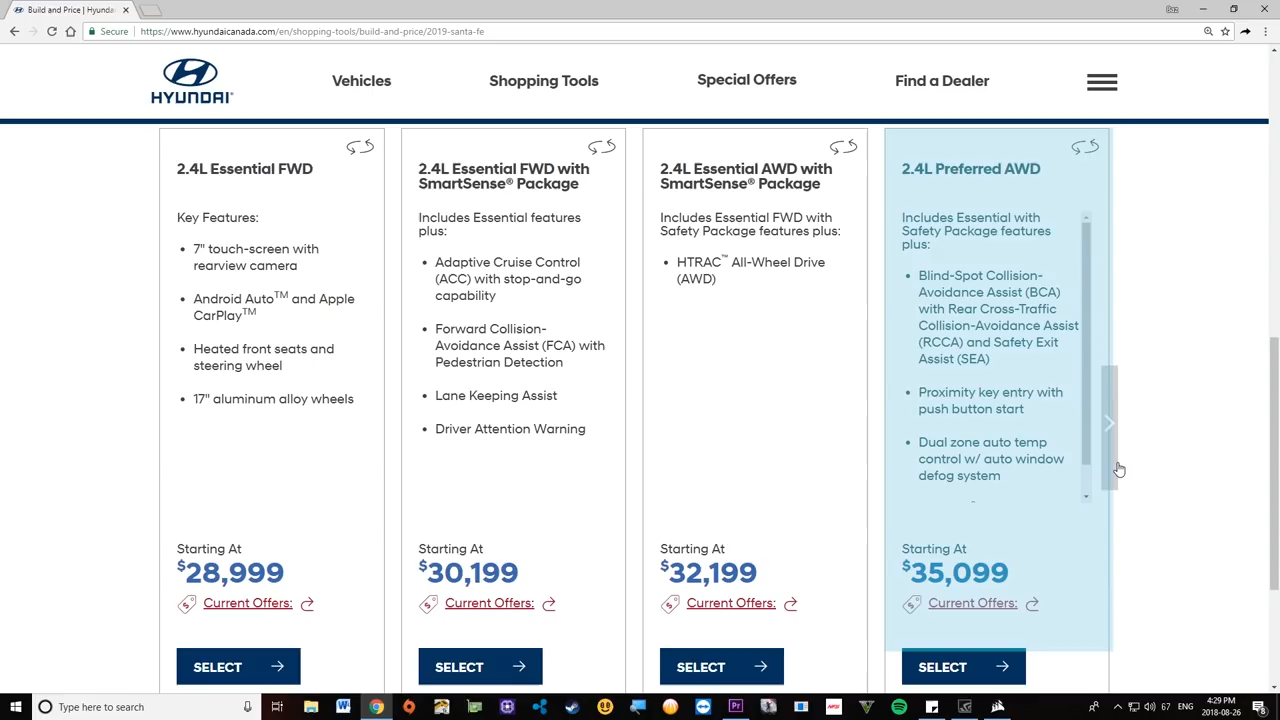 Build and Price | Hyundai
Secure
https://www.hyundaicanada.com/en/shopping-tools/build-and-price/2019-santa-fe
HYUNDAI
Vehicles
Shopping Tools
Special Offers
Find a Dealer
2.4L Essential FWD
Key Features:
• 7" touch-screen with
rearview camera
• Android Auto™ and Apple
CarPlay™
• Heated front seats and
steering wheel
• 17" aluminum alloy wheels
Starting At
$28,999
Current Offers:
SELECT
2.4L Essential FWD with
SmartSense® Package
Includes Essential features
plus:
• Adaptive Cruise Control
(ACC) with stop-and-go
capability
• Forward Collision-
Avoidance Assist (FCA) with
Pedestrian Detection
• Lane Keeping Assist
• Driver Attention Warning
Starting At
$30,199
Current Offers:
SELECT
2.4L Essential AWD with
SmartSense® Package
Includes Essential FWD with
Safety Package features plus:
• HTRAC™ All-Wheel Drive
(AWD)
Starting At
$32,199
Current Offers:
SELECT
2.4L Preferred AWD
Includes Essential with
Safety Package features
plus:
• Blind-Spot Collision-
Avoidance Assist (BCA)
with Rear Cross-Traffic
Collision-Avoidance Assist
(RCCA) and Safety Exit
Assist (SEA)
• Proximity key entry with
push button start
• Dual zone auto temp
control w/ auto window
defog system
Starting At
$35,099
Current Offers:
SELECT
Type here to search
ENG
4:29 PM
2018-08-26